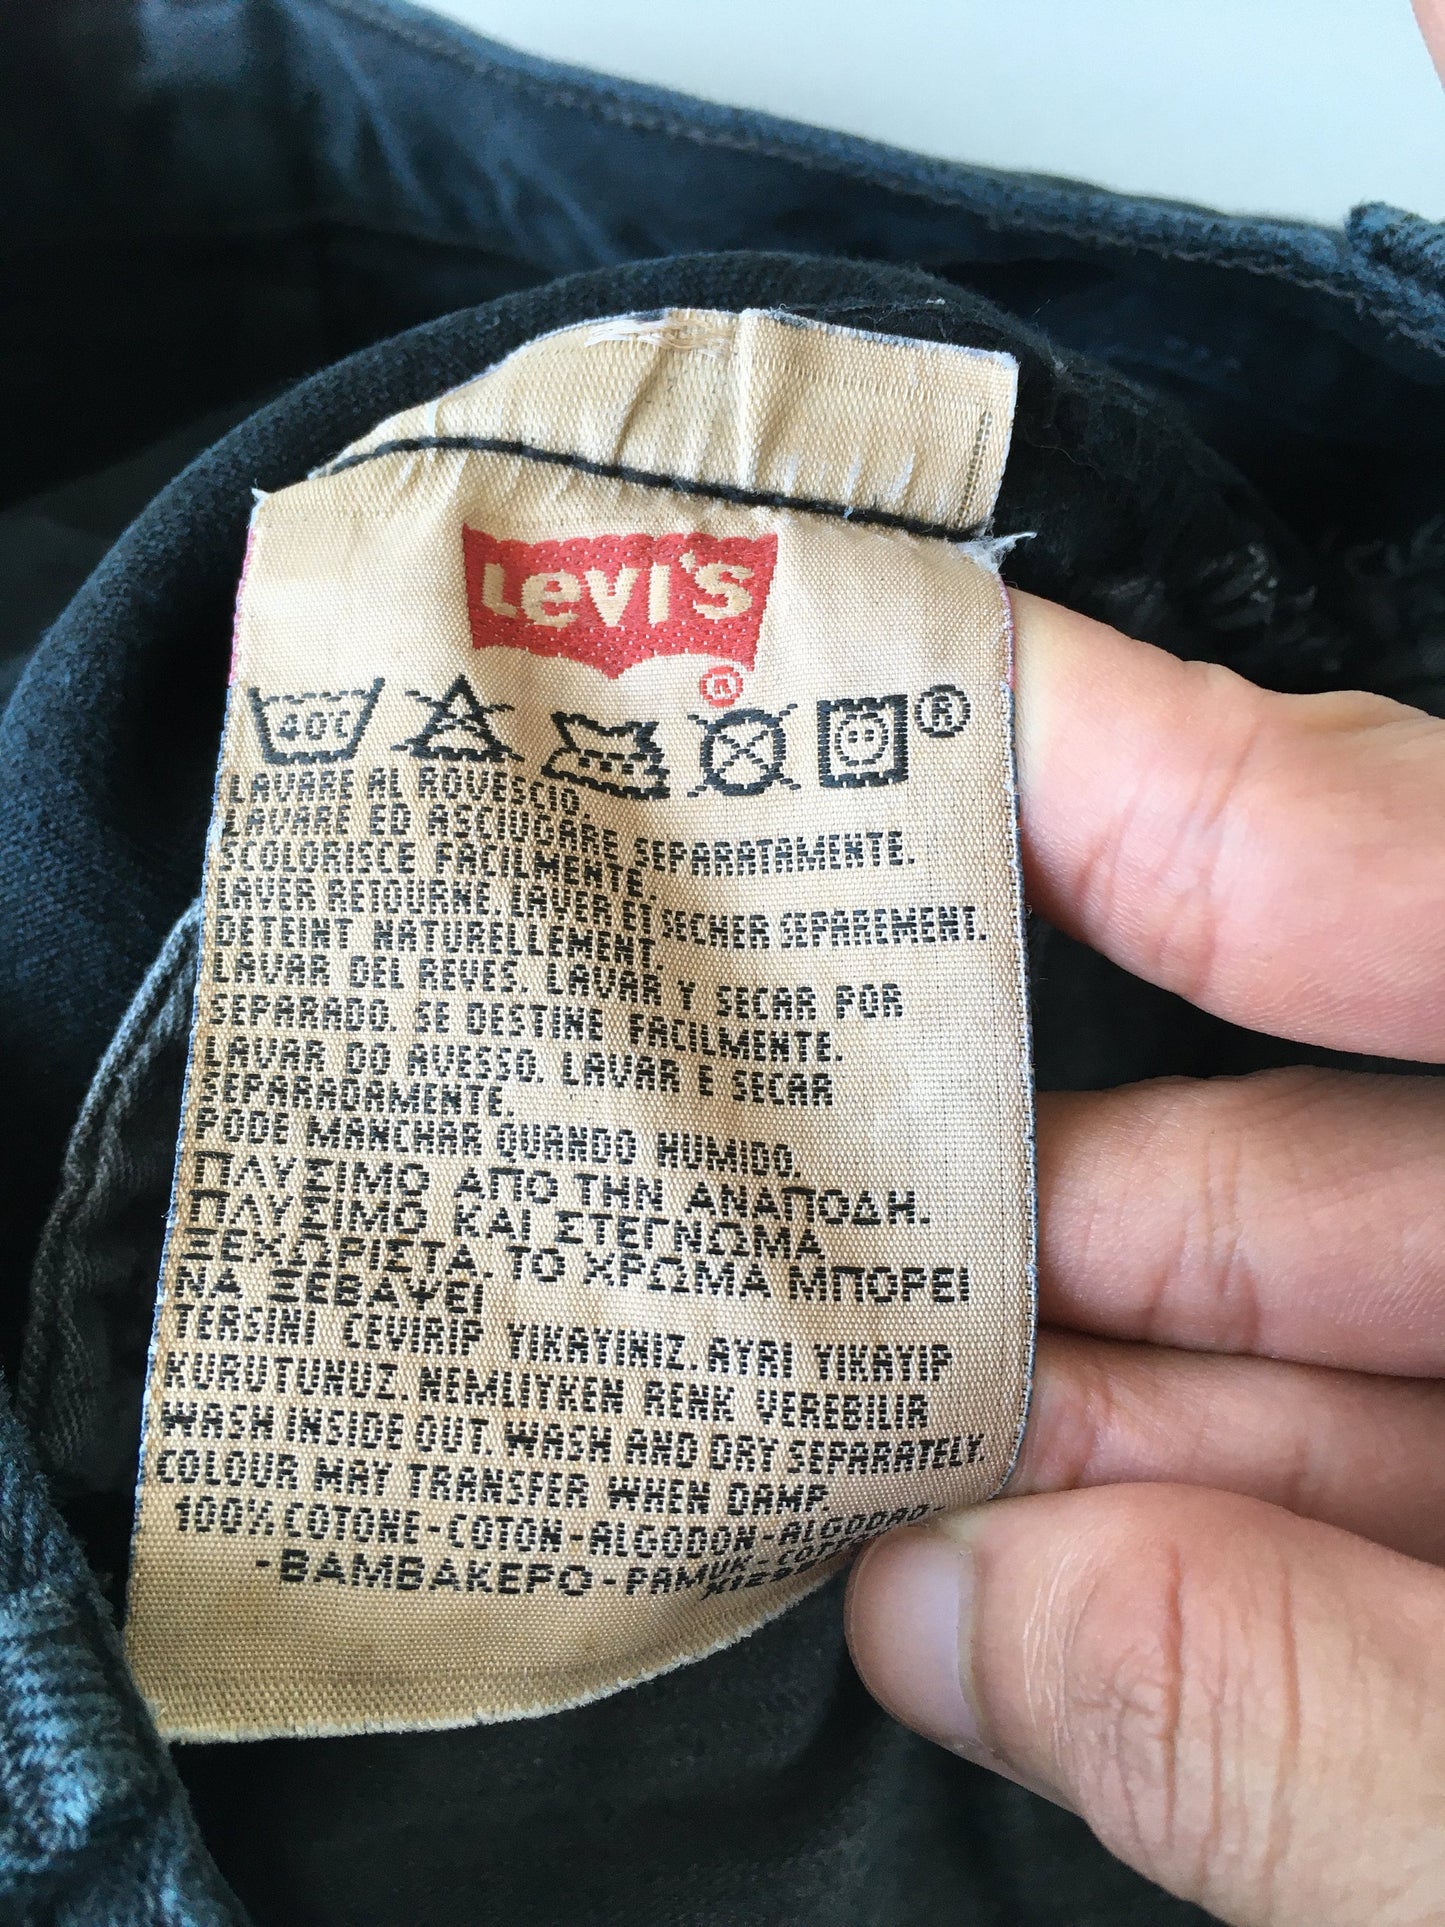 LEVI'S
®
40C ®
LAVARE AL ROVESCIO.
LAVARE ED ASCIUGARE SEPARATAMENTE.
SCOLORISCE FACILMENTE.
LAVER RETOURNE. LAVER ET SECHER SEPAREMENT.
DETEINT NATURELLEMENT.
LAVAR DEL REVES. LAVAR Y SECAR POR
SEPARADO. SE DESTINE FACILMENTE.
LAVAR DO AVESSO. LAVAR E SECAR
SEPARADAMENTE.
PODE MANCHAR QUANDO HUMIDO.
ΠΛΥΣΙΜΟ ΑΠΟ ΤΗΝ ΑΝΑΠΟΔΗ.
ΠΛΥΣΙΜΟ ΚΑΙ ΣΤΕΓΝΩΜΑ
ΞΕΧΩΡΙΣΤΑ. ΤΟ ΧΡΩΜΑ ΜΠΟΡΕΙ
ΝΑ ΞΕΒΑΨΕΙ
TERSINI CEVIRIP YIKAYINIZ. AYRI YIKAYIP
KURUTUNUZ. NEMLIYKEN RENK VEREBILIR
WASH INSIDE OUT. WASH AND DRY SEPARATELY.
COLOUR MAY TRANSFER WHEN DAMP.
100% COTONE-COTON-ALGODON-ALGODAO-
-ΒΑΜΒΑΚΕΡΟ-PAMUK-